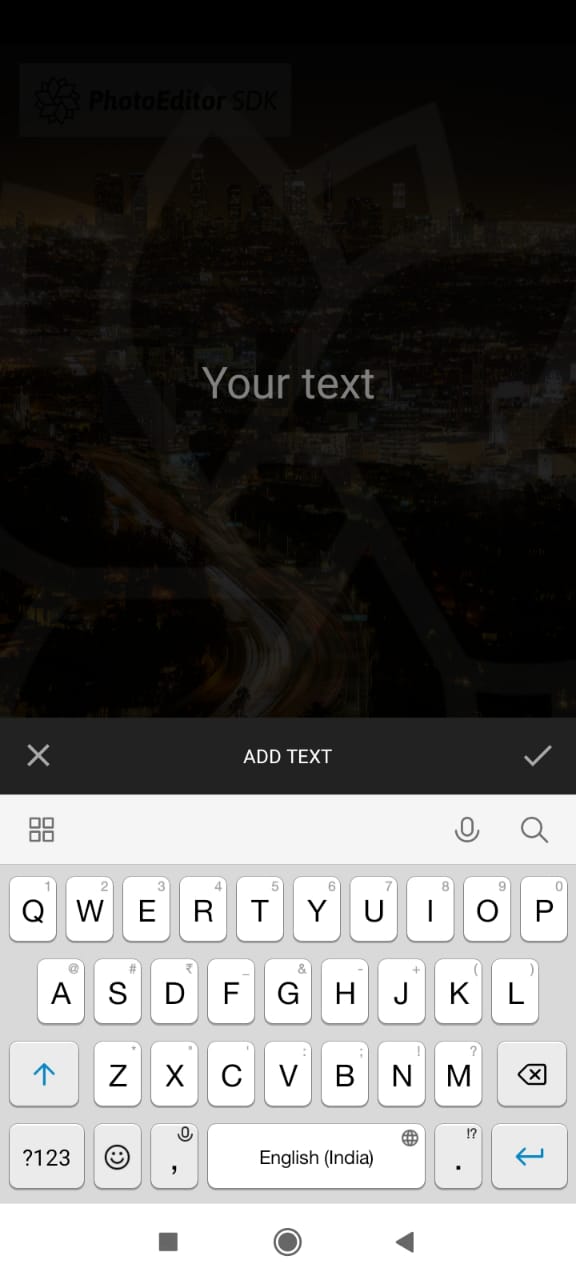 PhotoEditor SDK
Your text
ADD TEXT
1 2 3 4 5 6 7 8 9 0
Q W E R T Y U I O P
@ # ₹ _ & - + ( )
A S D F G H J K L
* " ' : ; ! ?
Z X C V B N M
!?
?123 , English (India) .